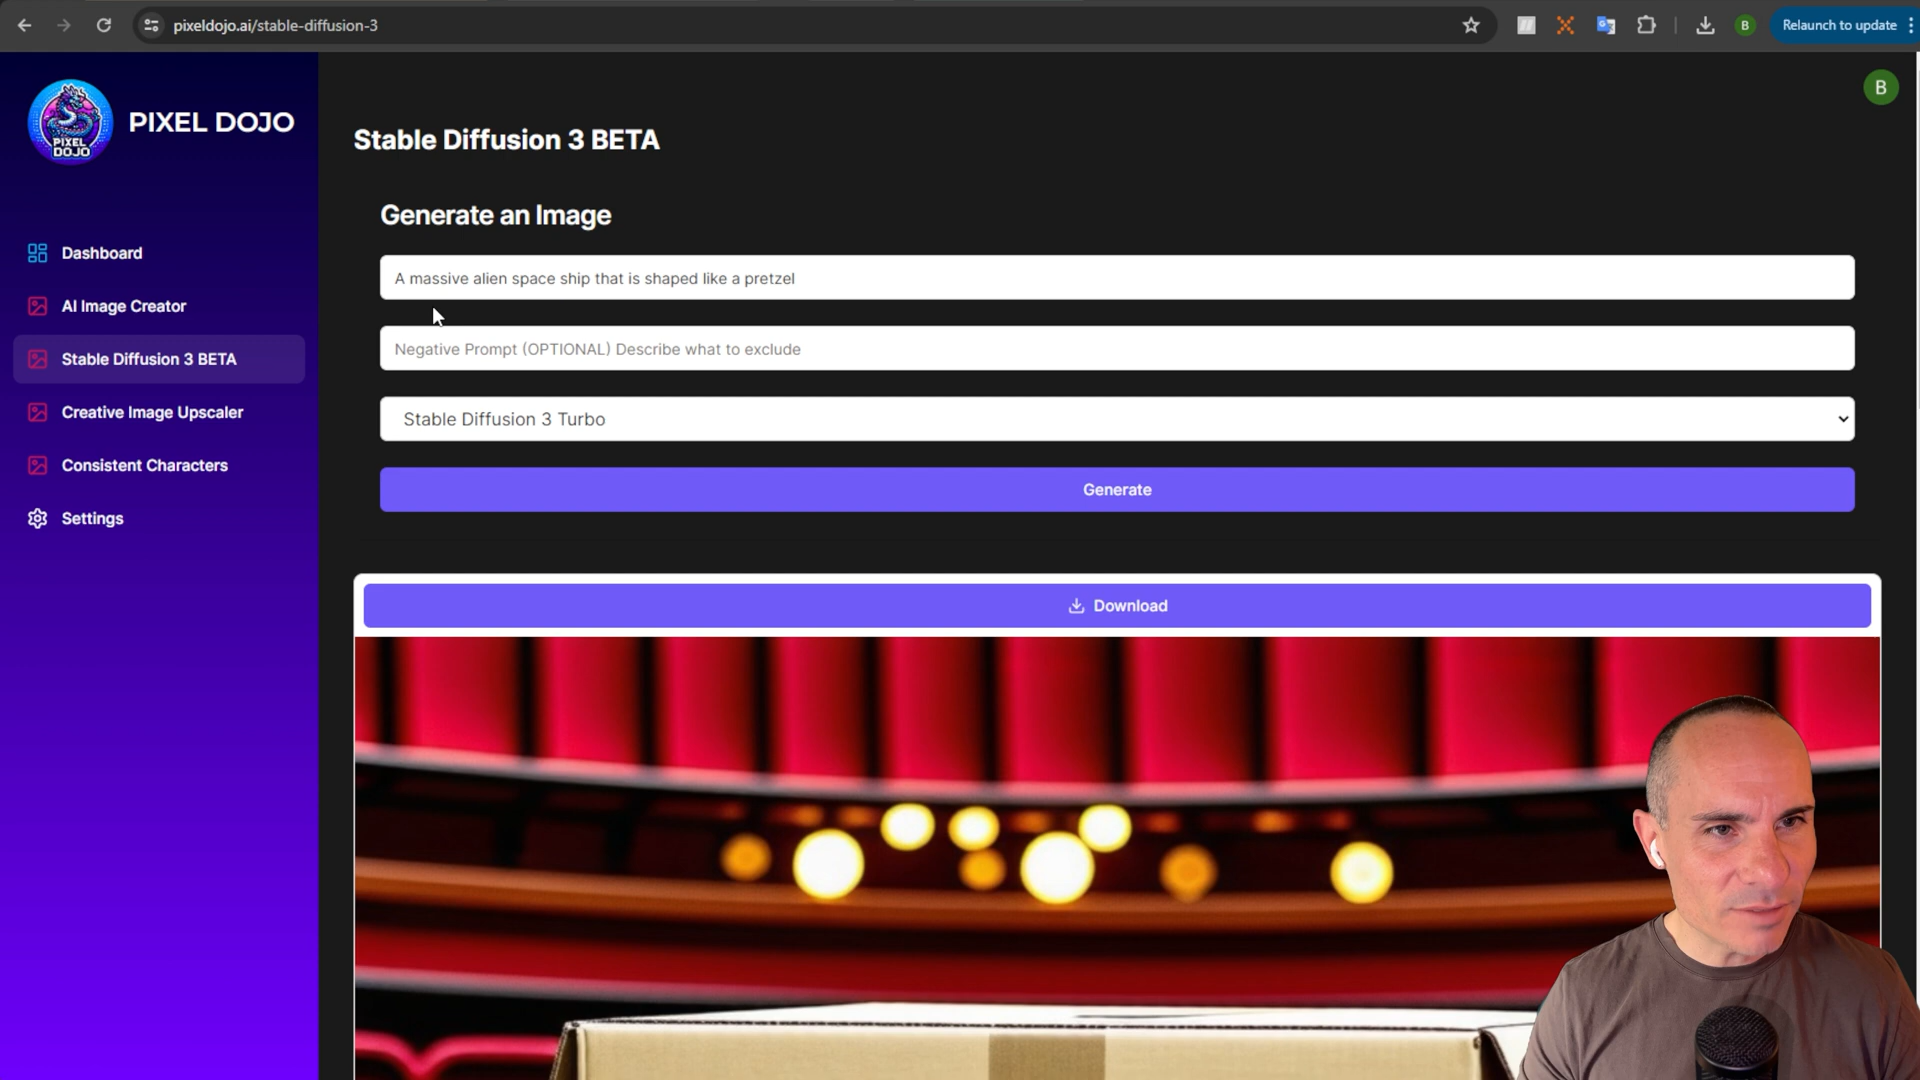 pixeldojo.ai/stable-diffusion-3
B
Relaunch to update
PIXEL DOJO
PIXEL DOJO
B
Stable Diffusion 3 BETA
Generate an Image
Dashboard
A massive alien space ship that is shaped like a pretzel
AI Image Creator
Negative Prompt (OPTIONAL) Describe what to exclude
Stable Diffusion 3 BETA
Creative Image Upscaler
Stable Diffusion 3 Turbo
Consistent Characters
Generate
Settings
Download